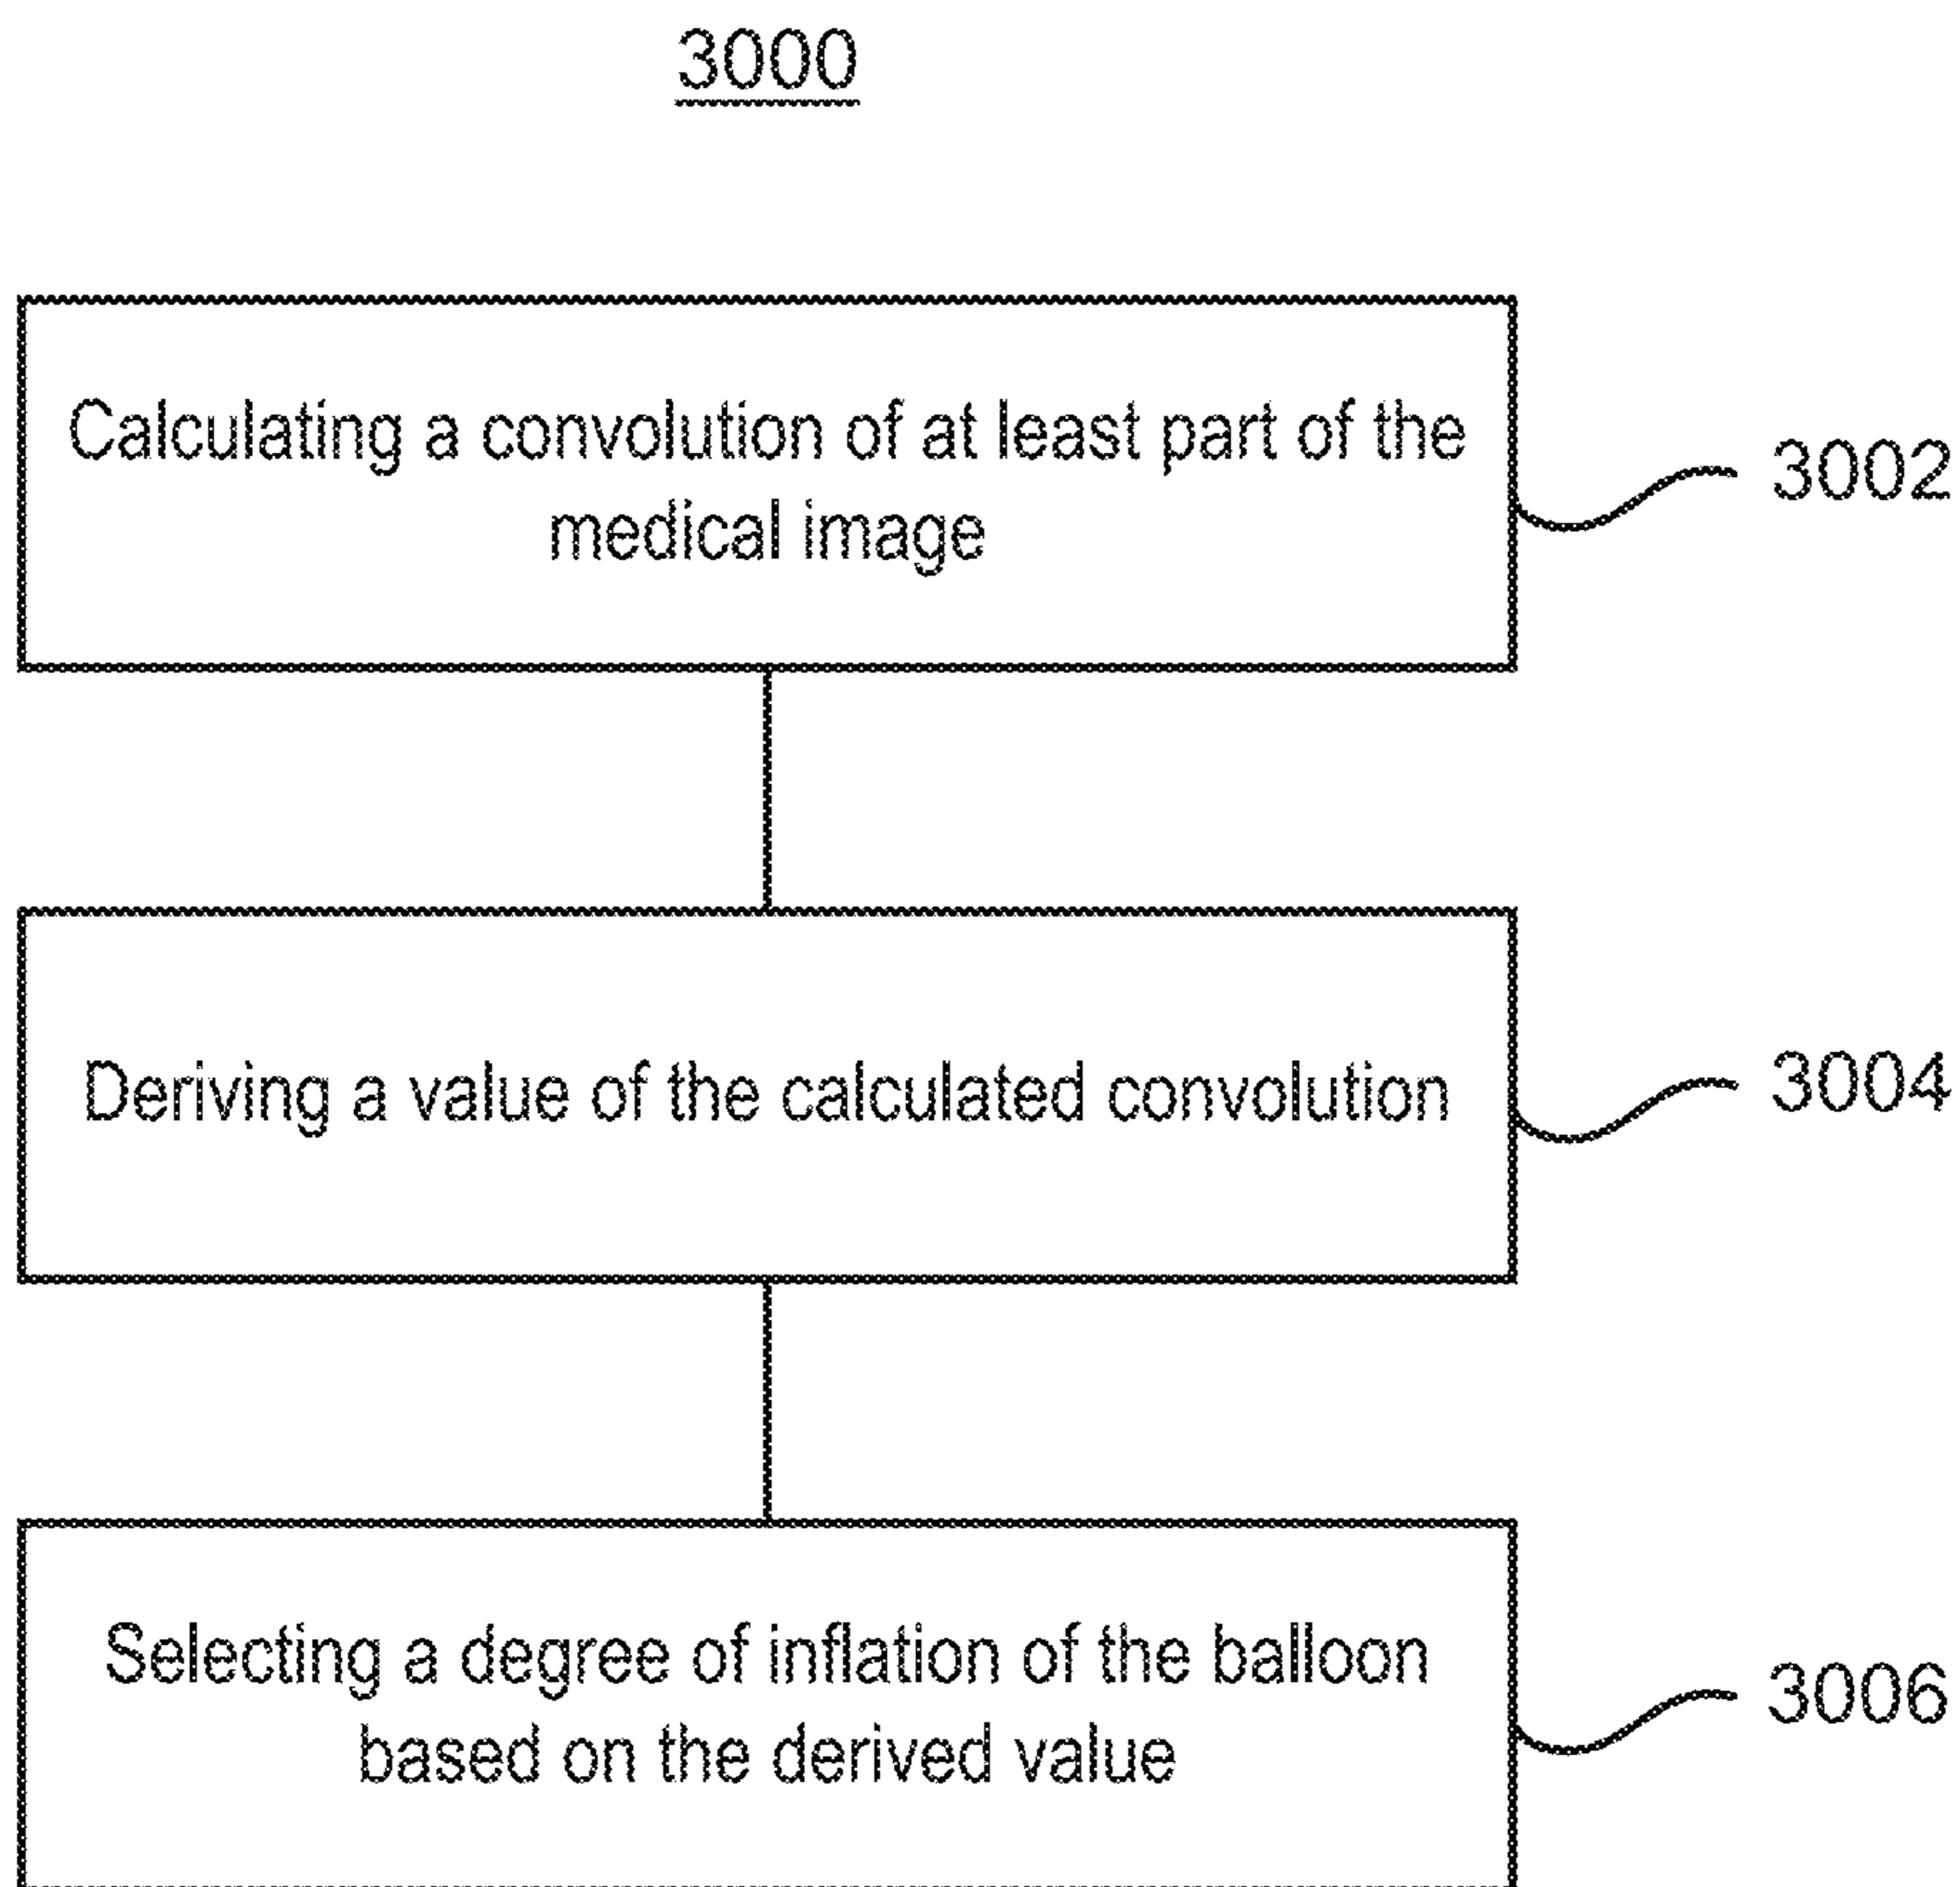 3000
Calculating a convolution of at least part of the
medical image
3002
Deriving a value of the calculated convolution
3004
Selecting a degree of inflation of the balloon
based on the derived value
3006